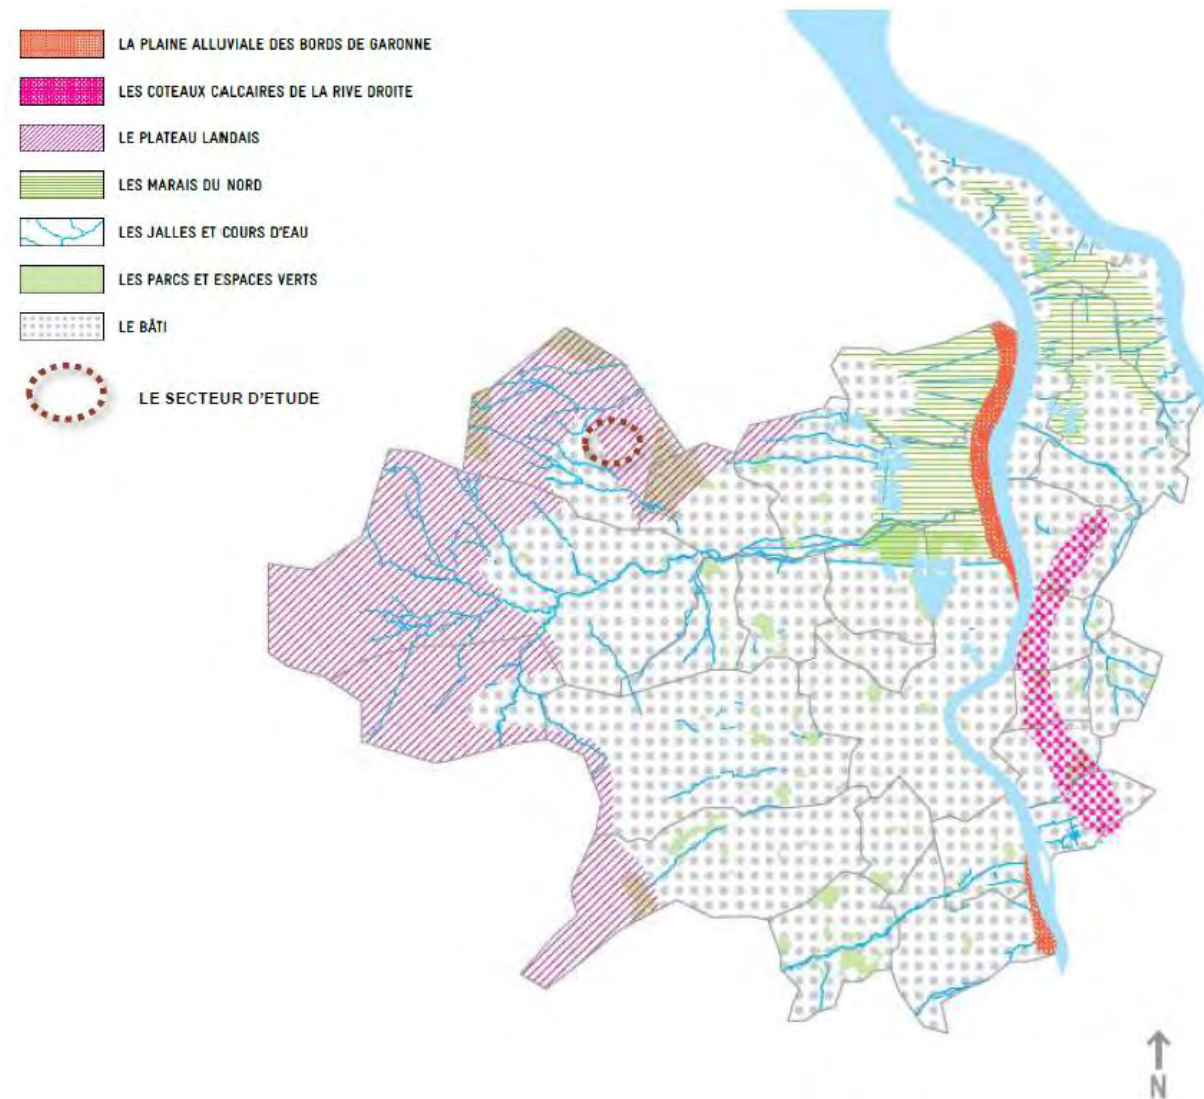 LA PLAINE ALLUVIALE DES BORDS DE GARONNE
LES COTEAUX CALCAIRES DE LA RIVE DROITE
LE PLATEAU LANDAIS
LES MARAIS DU NORD
LES JALLES ET COURS D'EAU
LES PARCS ET ESPACES VERTS
LE BÂTI
LE SECTEUR D'ETUDE
N